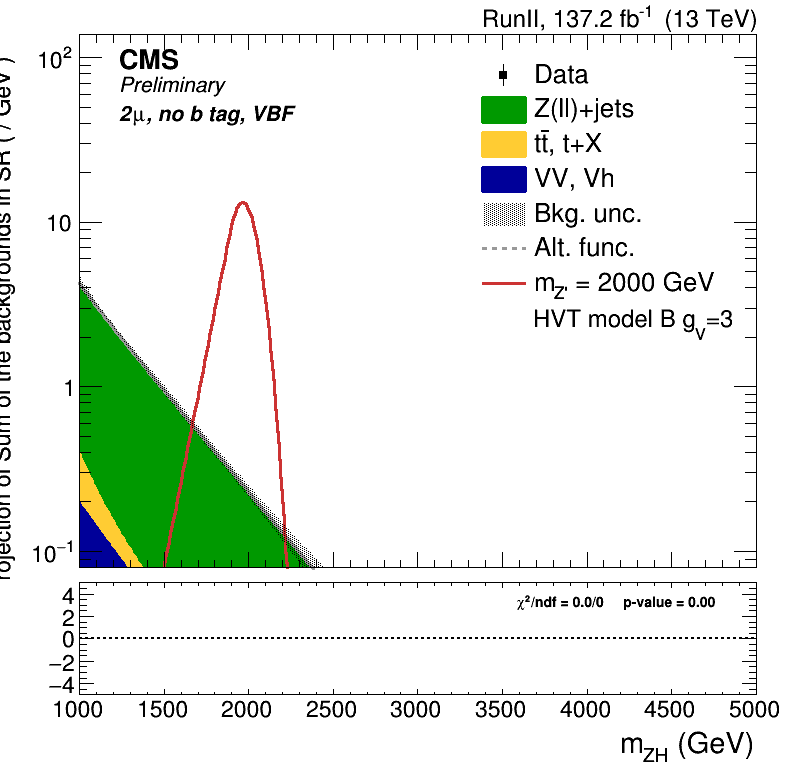 RunII, 137.2 fb⁻¹ (13 TeV)
CMS
Preliminary
2μ, no b tag, VBF
Data
Z(ll)+jets
tt̄, t+X
VV, Vh
Bkg. unc.
Alt. func.
m_Z' = 2000 GeV
HVT model B g_V=3
of Sum of the backgrounds in SR ( / GeV )
10²
10
1
10⁻¹
χ²/ndf = 0.0/0 p-value = 0.00
4
2
0
−2
−4
1000 1500 2000 2500 3000 3500 4000 4500 5000
m_ZH (GeV)